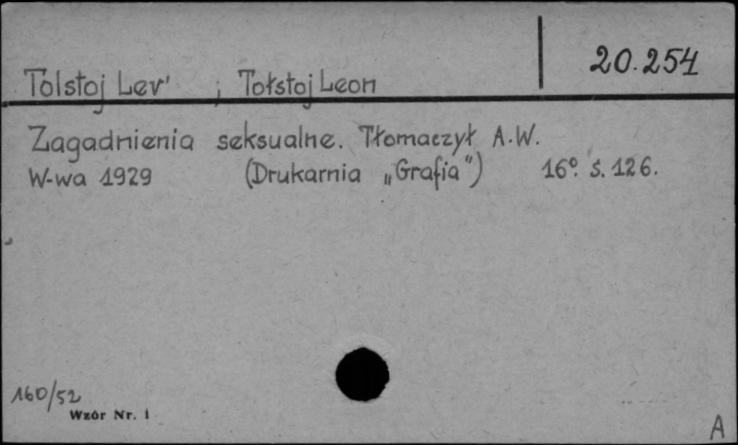 20.254
Tolstoj Lev' ; Tołstoj Leon
Zagadnienia seksualne. Tłomaczył A.W.
W-wa 1929 (Drukarnia „Grafia") 16º. s. 126.
160/52
Wzór Nr. 1
A